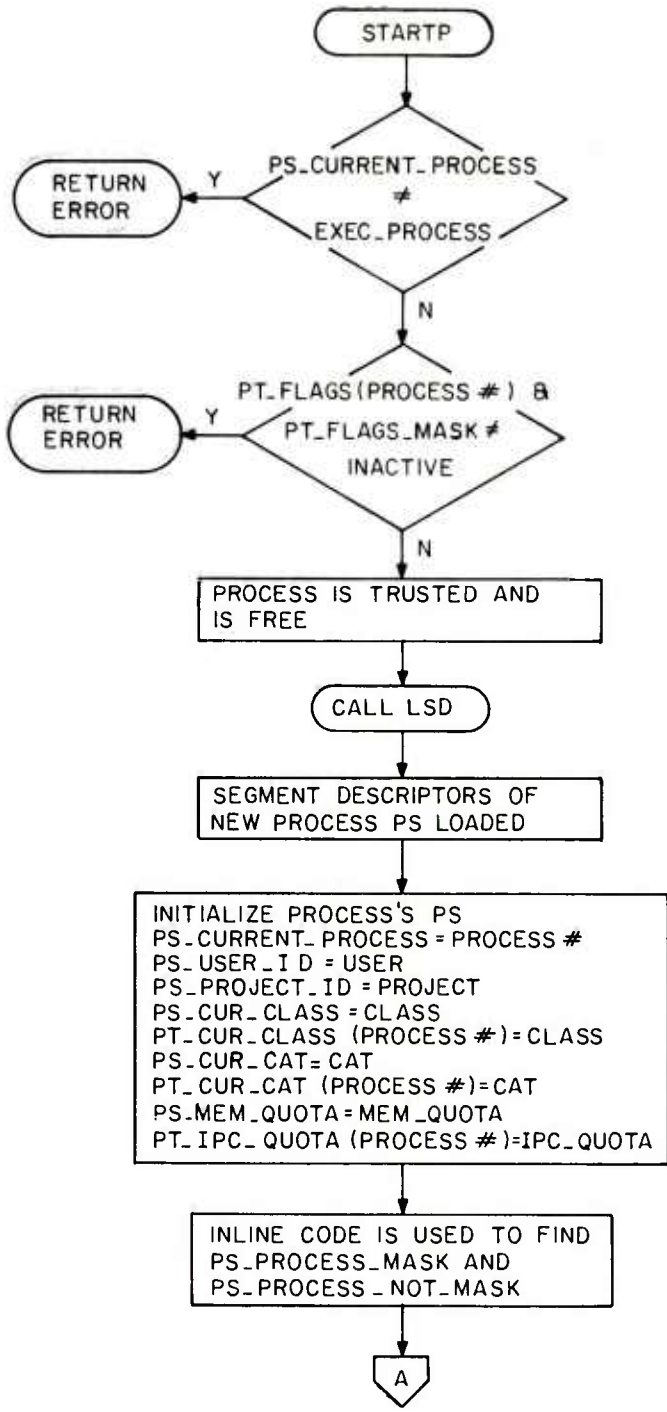 STARTP
PS_CURRENT_PROCESS
≠
EXEC_PROCESS
Y
RETURN
ERROR
N
PT_FLAGS(PROCESS #) &
PT_FLAGS_MASK ≠
INACTIVE
Y
RETURN
ERROR
N
PROCESS IS TRUSTED AND
IS FREE
CALL LSD
SEGMENT DESCRIPTORS OF
NEW PROCESS PS LOADED
INITIALIZE PROCESS'S PS
PS_CURRENT_PROCESS = PROCESS #
PS_USER_ID = USER
PS_PROJECT_ID = PROJECT
PS_CUR_CLASS = CLASS
PT_CUR_CLASS (PROCESS #)=CLASS
PS_CUR_CAT= CAT
PT_CUR_CAT (PROCESS #)=CAT
PS_MEM_QUOTA=MEM_QUOTA
PT_IPC_QUOTA (PROCESS #)=IPC_QUOTA
INLINE CODE IS USED TO FIND
PS_PROCESS_MASK AND
PS_PROCESS_NOT_MASK
A